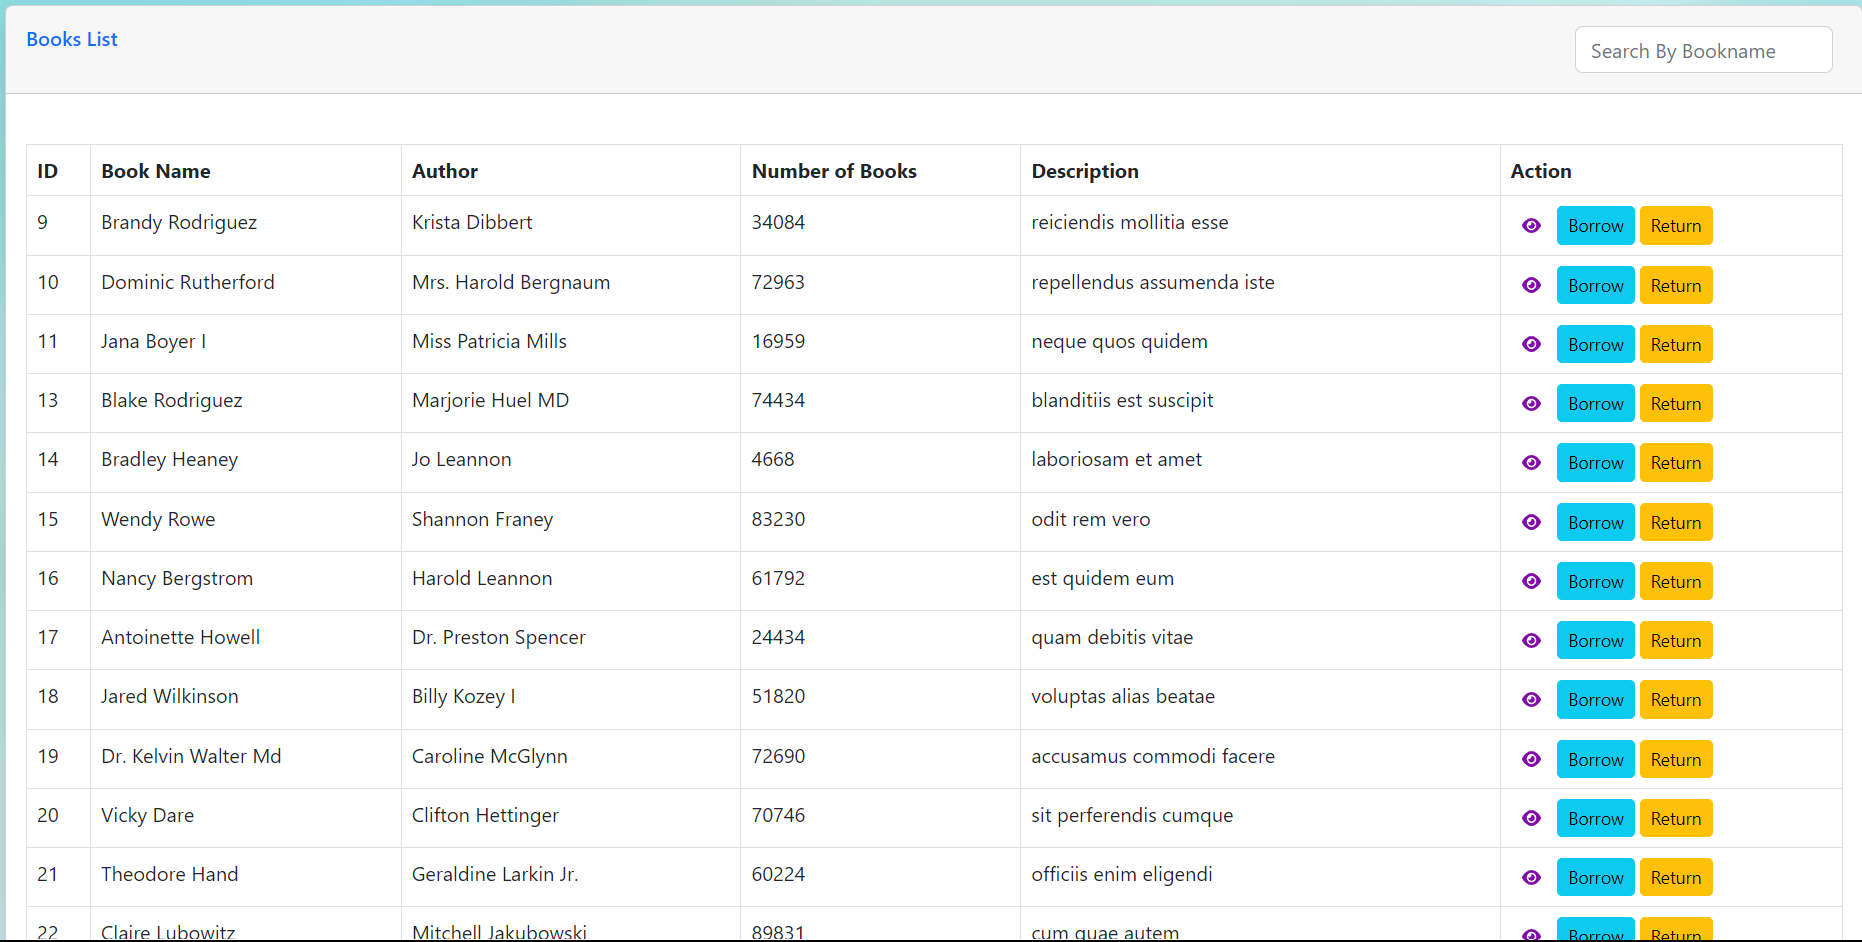 Books List
Search By Bookname
ID Book Name Author Number of Books Description Action
9 Brandy Rodriguez Krista Dibbert 34084 reiciendis mollitia esse Borrow Return
10 Dominic Rutherford Mrs. Harold Bergnaum 72963 repellendus assumenda iste Borrow Return
11 Jana Boyer I Miss Patricia Mills 16959 neque quos quidem Borrow Return
13 Blake Rodriguez Marjorie Huel MD 74434 blanditiis est suscipit Borrow Return
14 Bradley Heaney Jo Leannon 4668 laboriosam et amet Borrow Return
15 Wendy Rowe Shannon Franey 83230 odit rem vero Borrow Return
16 Nancy Bergstrom Harold Leannon 61792 est quidem eum Borrow Return
17 Antoinette Howell Dr. Preston Spencer 24434 quam debitis vitae Borrow Return
18 Jared Wilkinson Billy Kozey I 51820 voluptas alias beatae Borrow Return
19 Dr. Kelvin Walter Md Caroline McGlynn 72690 accusamus commodi facere Borrow Return
20 Vicky Dare Clifton Hettinger 70746 sit perferendis cumque Borrow Return
21 Theodore Hand Geraldine Larkin Jr. 60224 officiis enim eligendi Borrow Return
22 Claire Lubowitz Mitchell Jakubowski 89831 cum quae autem Borrow Return